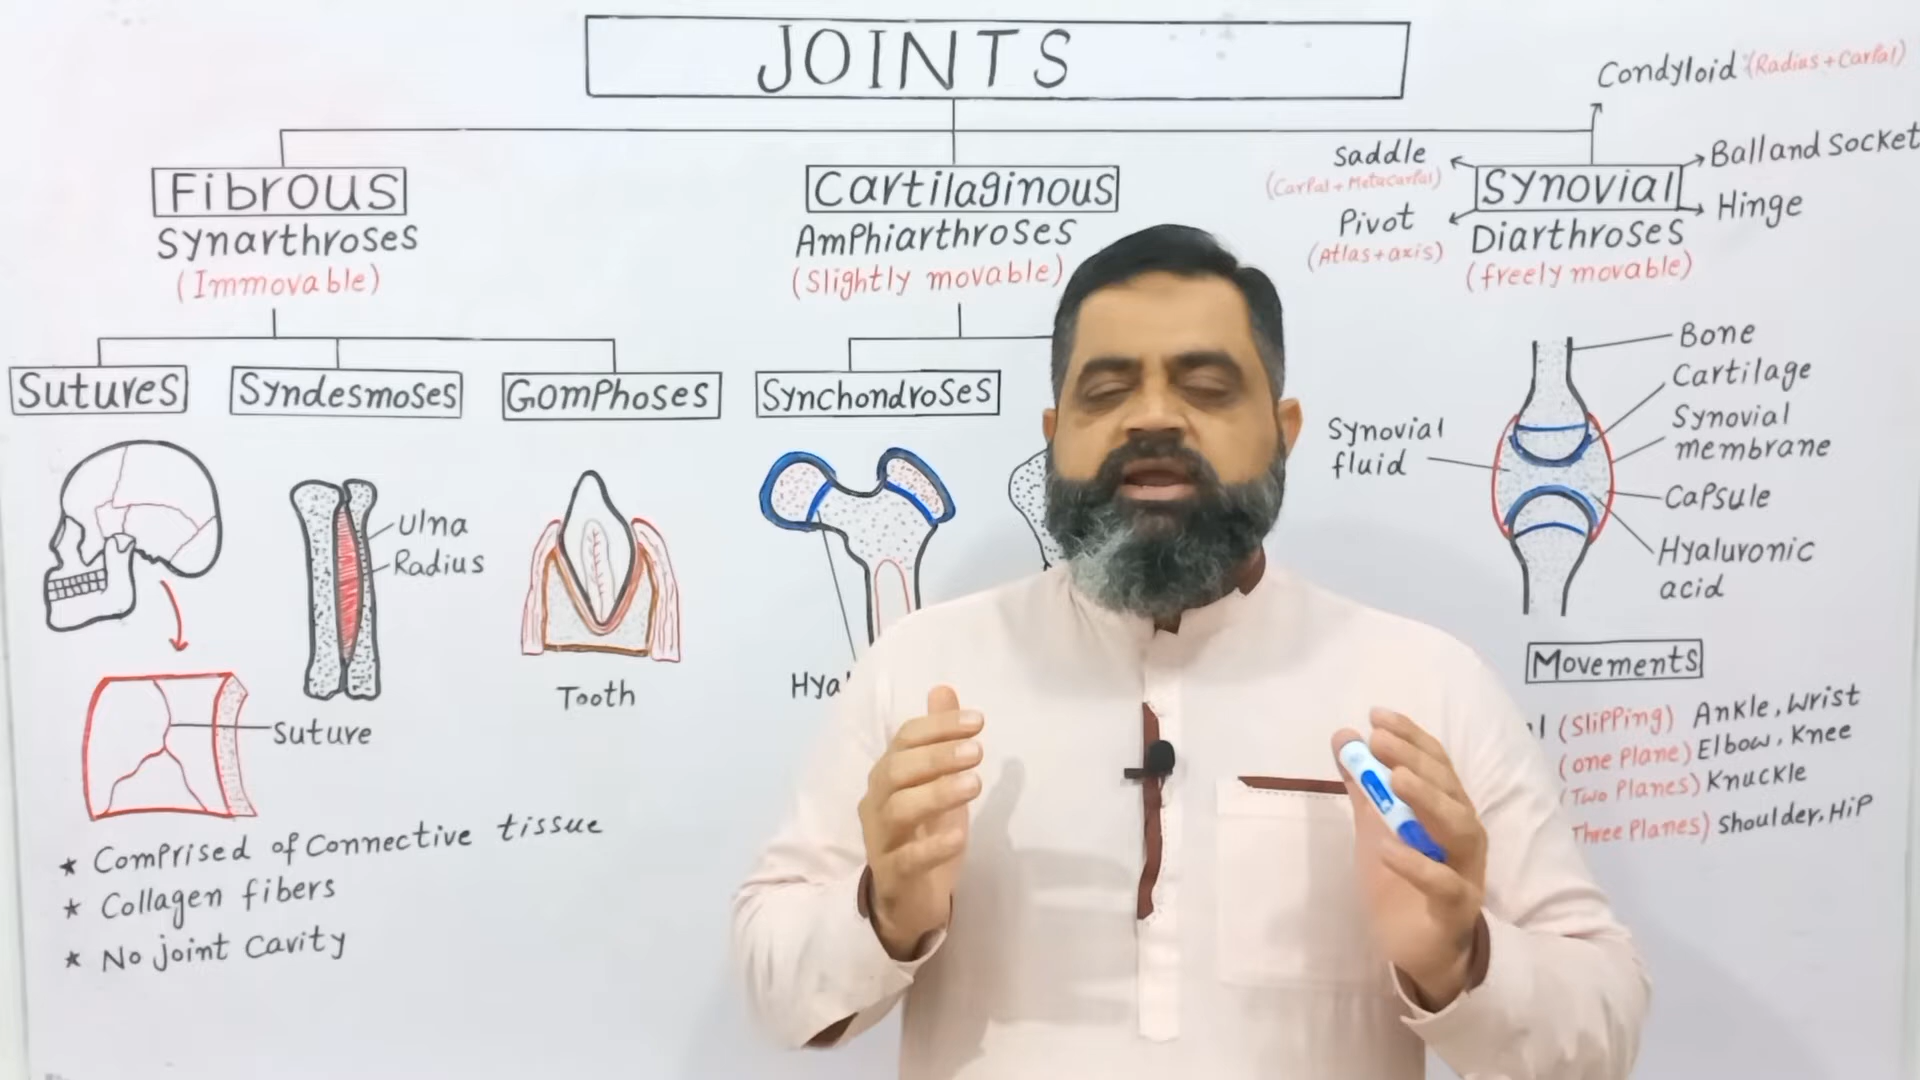 JOINTS
Fibrous
Synarthroses
(Immovable)
Sutures
Syndesmoses
Gomphoses
Ulna
Radius
Tooth
Suture
* Comprised of Connective tissue
* Collagen fibers
* No joint cavity
Cartilaginous
Amphiarthroses
(Slightly movable)
Synchondroses
Hya
Condyloid (Radius + Carpal)
Saddle
(Carpal + Metacarpal)
Pivot
(Atlas + axis)
Synovial
Diarthroses
(freely movable)
Ball and Socket
Hinge
Synovial
fluid
Bone
Cartilage
Synovial
membrane
Capsule
Hyaluronic
acid
Movements
l (Slipping) Ankle, Wrist
(one Plane) Elbow, Knee
(Two Planes) Knuckle
Three Planes) Shoulder, Hip